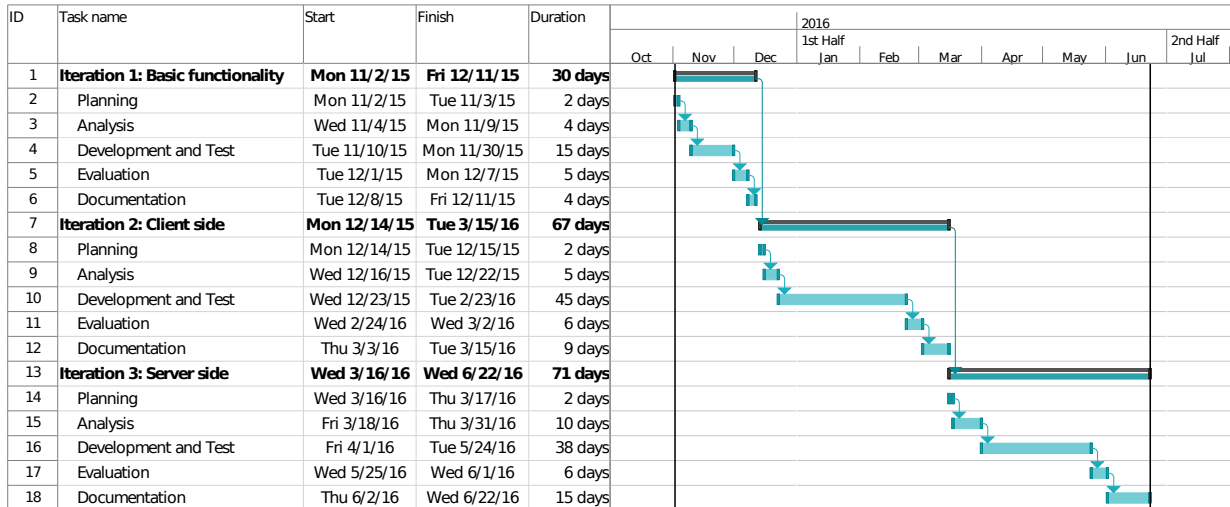 ID Task name Start Finish Duration
2016
1st Half 2nd Half
Oct Nov Dec Jan Feb Mar Apr May Jun Jul
1 Iteration 1: Basic functionality Mon 11/2/15 Fri 12/11/15 30 days
2 Planning Mon 11/2/15 Tue 11/3/15 2 days
3 Analysis Wed 11/4/15 Mon 11/9/15 4 days
4 Development and Test Tue 11/10/15 Mon 11/30/15 15 days
5 Evaluation Tue 12/1/15 Mon 12/7/15 5 days
6 Documentation Tue 12/8/15 Fri 12/11/15 4 days
7 Iteration 2: Client side Mon 12/14/15 Tue 3/15/16 67 days
8 Planning Mon 12/14/15 Tue 12/15/15 2 days
9 Analysis Wed 12/16/15 Tue 12/22/15 5 days
10 Development and Test Wed 12/23/15 Tue 2/23/16 45 days
11 Evaluation Wed 2/24/16 Wed 3/2/16 6 days
12 Documentation Thu 3/3/16 Tue 3/15/16 9 days
13 Iteration 3: Server side Wed 3/16/16 Wed 6/22/16 71 days
14 Planning Wed 3/16/16 Thu 3/17/16 2 days
15 Analysis Fri 3/18/16 Thu 3/31/16 10 days
16 Development and Test Fri 4/1/16 Tue 5/24/16 38 days
17 Evaluation Wed 5/25/16 Wed 6/1/16 6 days
18 Documentation Thu 6/2/16 Wed 6/22/16 15 days